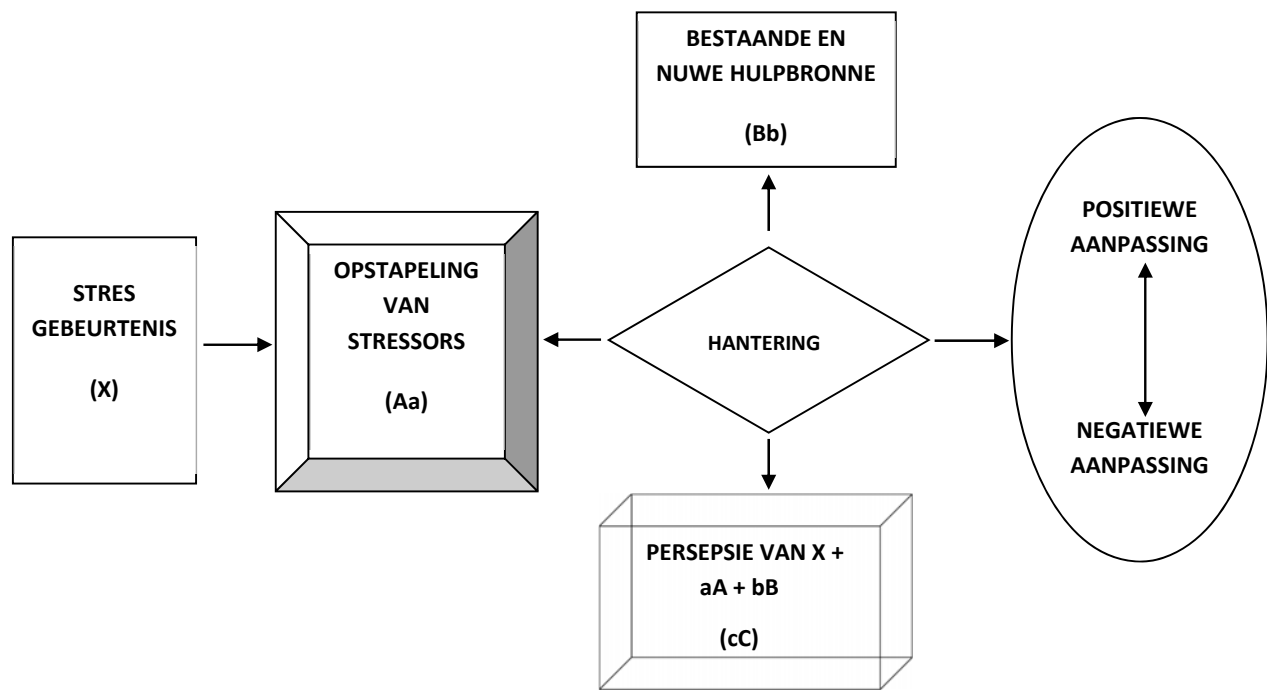 STRES
GEBEURTENIS
(X)
OPSTAPELING
VAN
STRESSORS
(Aa)
BESTAANDE EN
NUWE HULPBRONNE
(Bb)
HANTERING
PERSEPSIE VAN X +
aA + bB
(cC)
POSITIEWE
AANPASSING
NEGATIEWE
AANPASSING